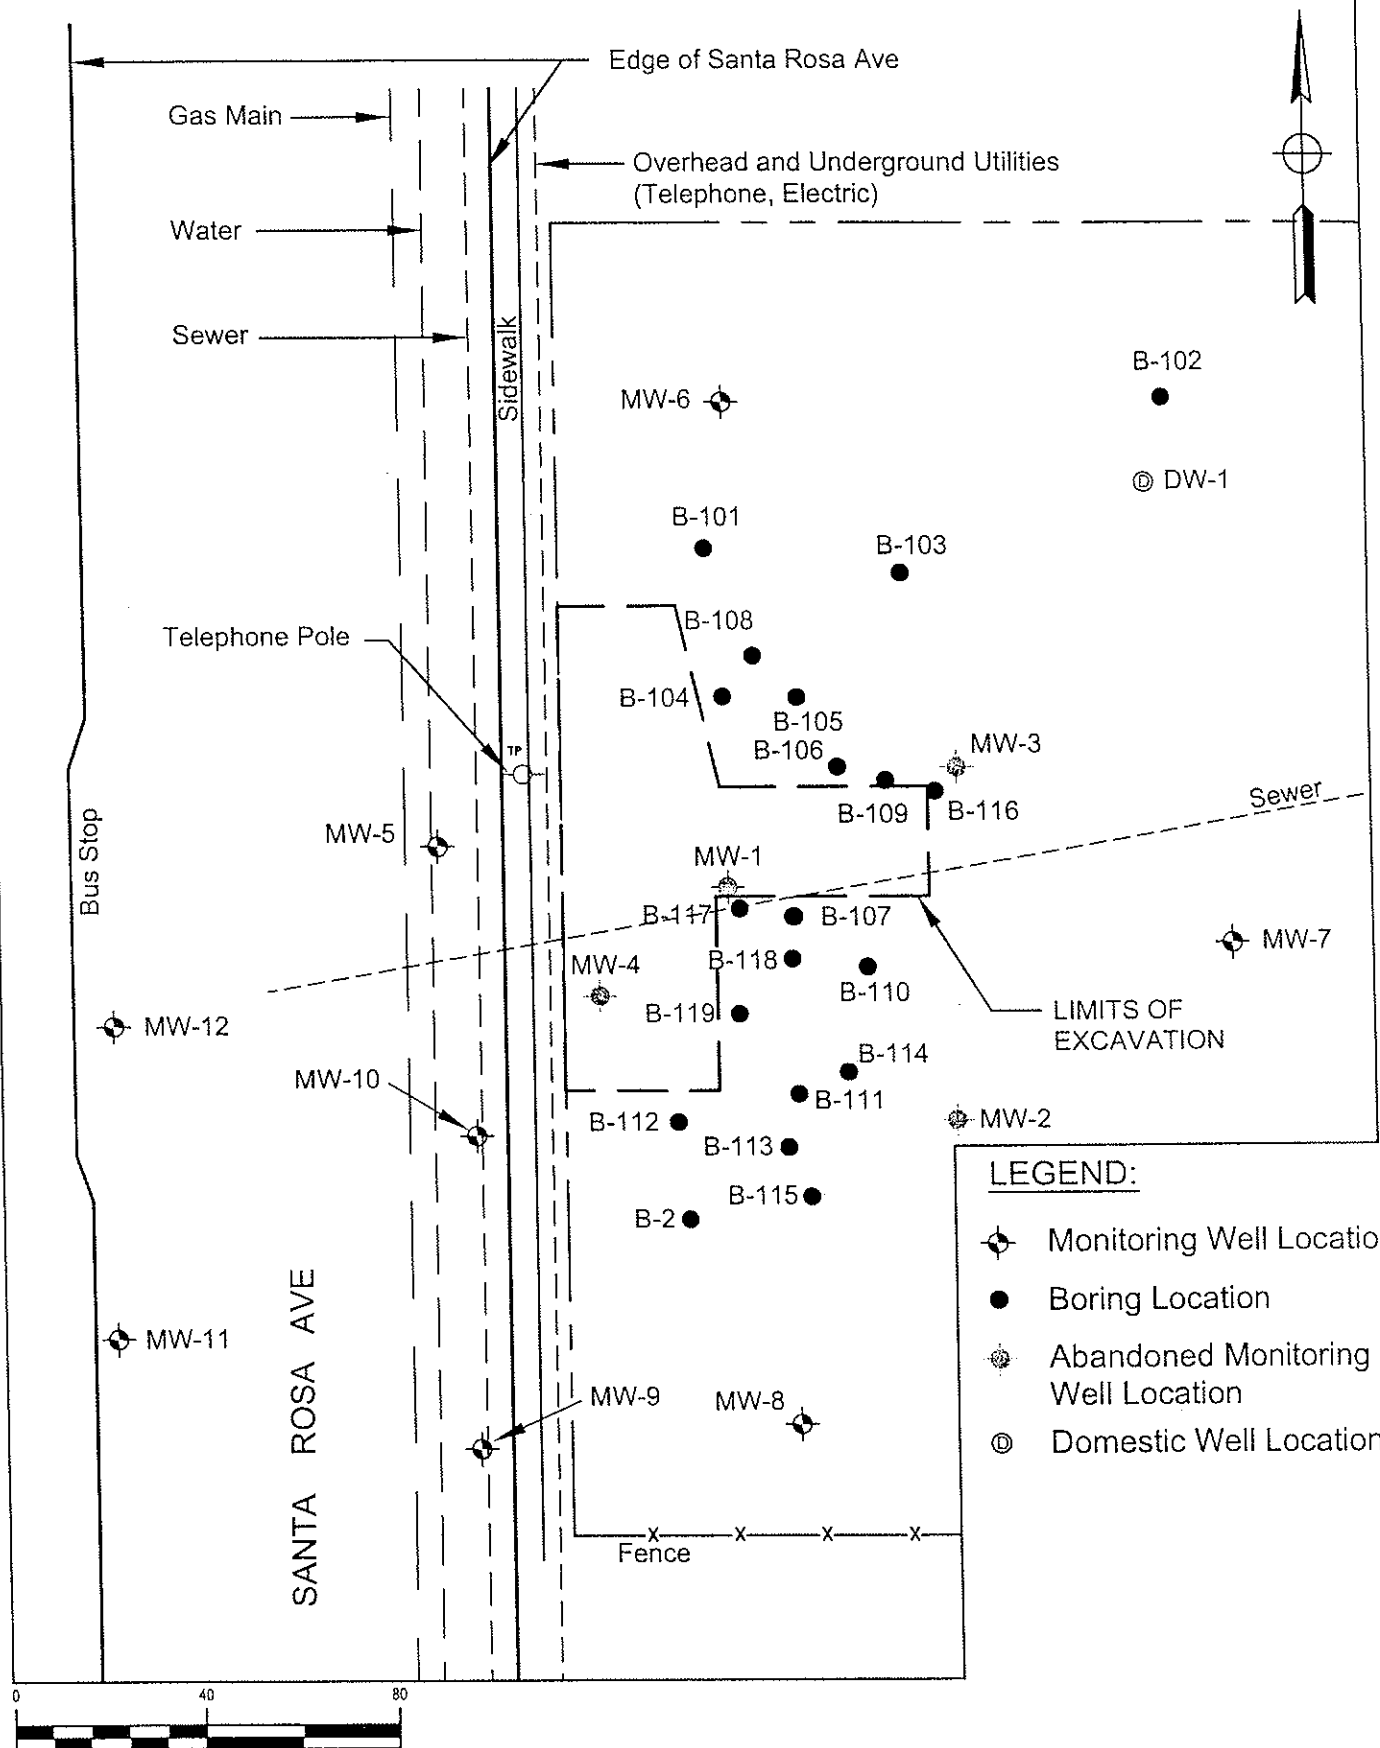 Edge of Santa Rosa Ave
Gas Main
Overhead and Underground Utilities
(Telephone, Electric)
Water
Sewer
Sidewalk
B-102
MW-6
DW-1
B-101
B-103
B-108
Telephone Pole
B-104
B-105
TP
B-106
MW-3
Sewer
B-109
B-116
MW-5
Bus Stop
MW-1
B-117
B-107
MW-7
B-118
MW-4
B-110
B-119
LIMITS OF
EXCAVATION
MW-12
B-114
MW-10
B-111
B-112
MW-2
B-113
B-115
B-2
LEGEND:
Monitoring Well Locatio
Boring Location
Abandoned Monitoring
Well Location
D Domestic Well Location
SANTA ROSA AVE
MW-11
MW-9
MW-8
X X X X
Fence
0 40 80